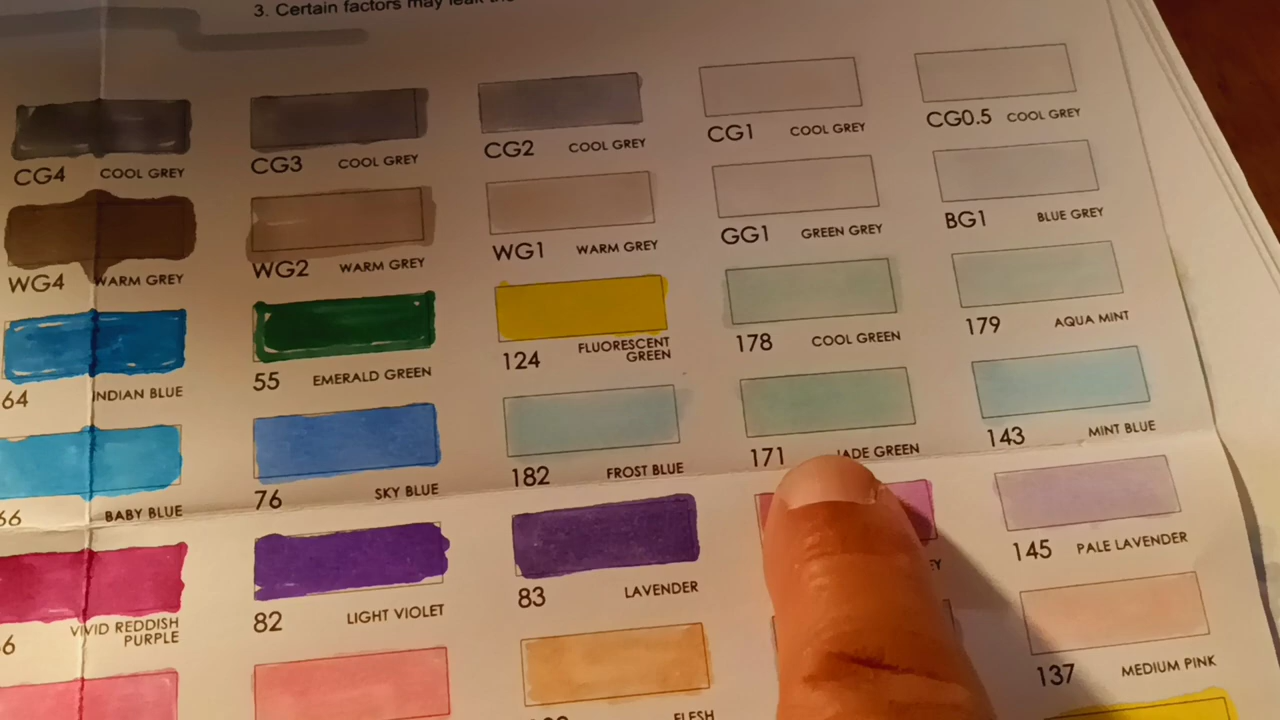 3. Certain factors may leak the
CG4 COOL GREY
CG3 COOL GREY
CG2 COOL GREY
CG1 COOL GREY
CG0.5 COOL GREY
WG4 WARM GREY
WG2 WARM GREY
WG1 WARM GREY
GG1 GREEN GREY
BG1 BLUE GREY
64 INDIAN BLUE
55 EMERALD GREEN
124 FLUORESCENT
GREEN
178 COOL GREEN
179 AQUA MINT
66 BABY BLUE
76 SKY BLUE
182 FROST BLUE
171 JADE GREEN
143 MINT BLUE
6 VIVID REDDISH
PURPLE
82 LIGHT VIOLET
83 LAVENDER
EY
145 PALE LAVENDER
FLESH
137 MEDIUM PINK